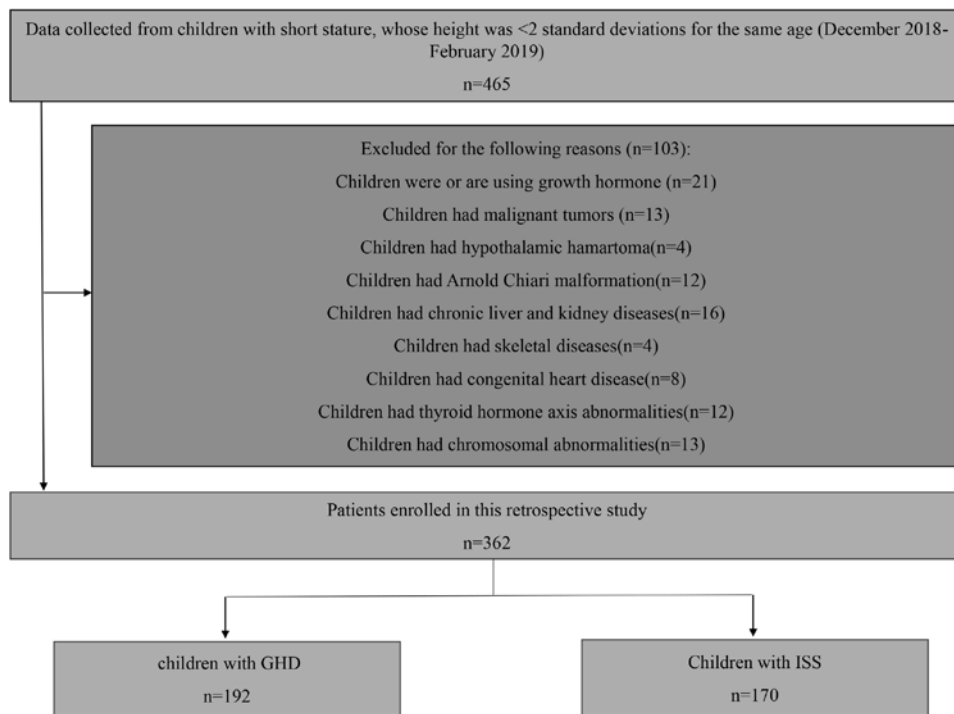 Data collected from children with short stature, whose height was <2 standard deviations for the same age (December 2018-
February 2019)
n=465
Excluded for the following reasons (n=103):
Children were or are using growth hormone (n=21)
Children had malignant tumors (n=13)
Children had hypothalamic hamartoma(n=4)
Children had Arnold Chiari malformation(n=12)
Children had chronic liver and kidney diseases(n=16)
Children had skeletal diseases(n=4)
Children had congenital heart disease(n=8)
Children had thyroid hormone axis abnormalities(n=12)
Children had chromosomal abnormalities(n=13)
Patients enrolled in this retrospective study
n=362
children with GHD
n=192
Children with ISS
n=170